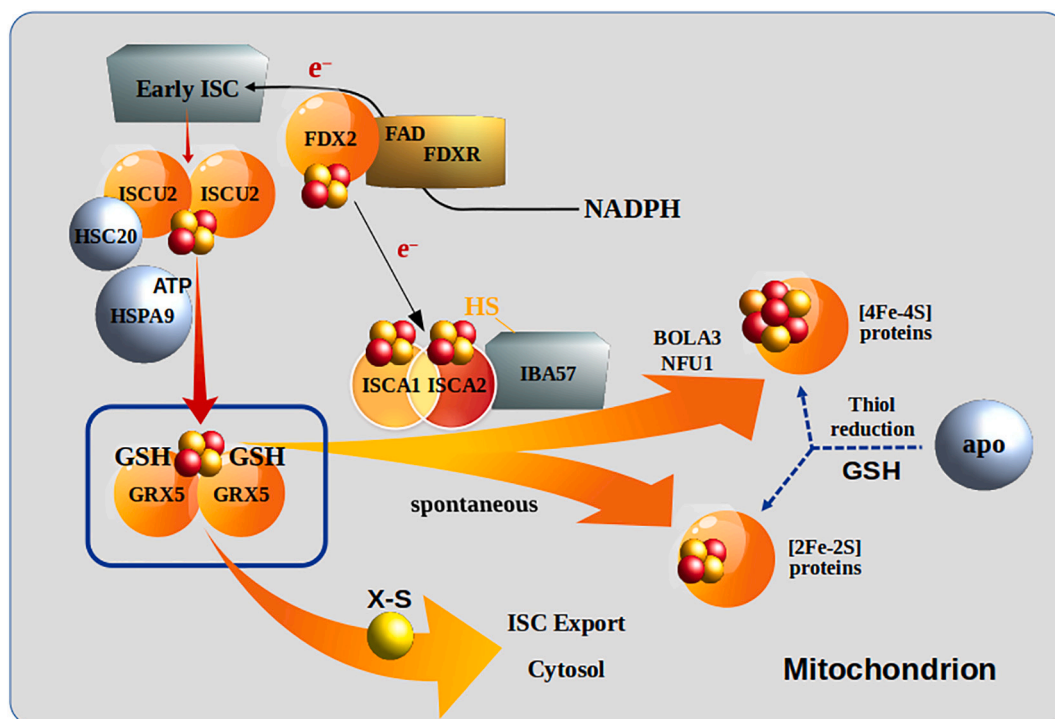 e⁻
Early ISC
FDX2
FAD
FDXR
ISCU2
ISCU2
NADPH
HSC20
e⁻
ATP
HSPA9
HS
[4Fe-4S]
proteins
BOLA3
NFU1
ISCA1
ISCA2
IBA57
Thiol
reduction
apo
GSH
GSH
GSH
GRX5
GRX5
spontaneous
[2Fe-2S]
proteins
X-S
ISC Export
Cytosol
Mitochondrion